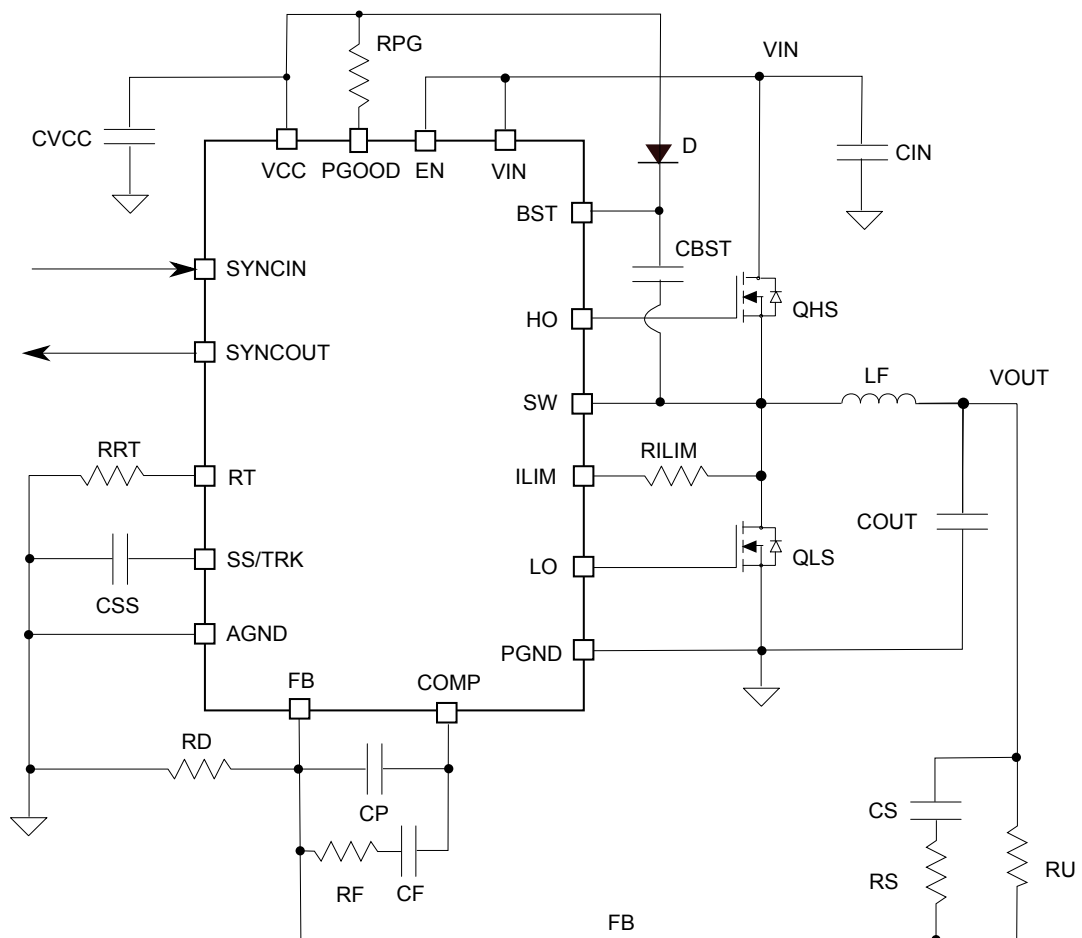 RPG
VIN
CVCC
VCC
PGOOD
EN
VIN
D
CIN
BST
CBST
SYNCIN
HO
QHS
SYNCOUT
SW
LF
VOUT
RRT
RT
ILIM
RILIM
COUT
SS/TRK
LO
QLS
CSS
AGND
PGND
FB
COMP
RD
CP
CS
RF
CF
RS
RU
FB